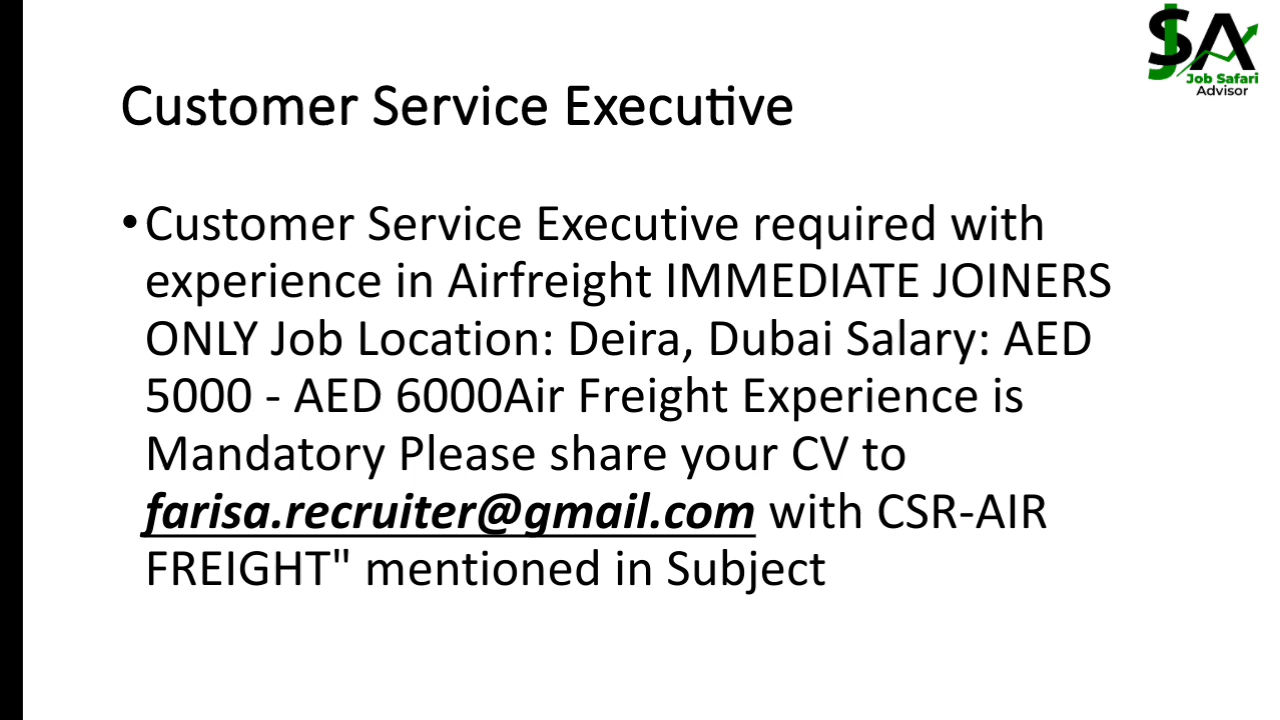 SJA
Job Safari
Advisor
Customer Service Executive
•Customer Service Executive required with
experience in Airfreight IMMEDIATE JOINERS
ONLY Job Location: Deira, Dubai Salary: AED
5000 - AED 6000Air Freight Experience is
Mandatory Please share your CV to
farisa.recruiter@gmail.com with CSR-AIR
FREIGHT" mentioned in Subject